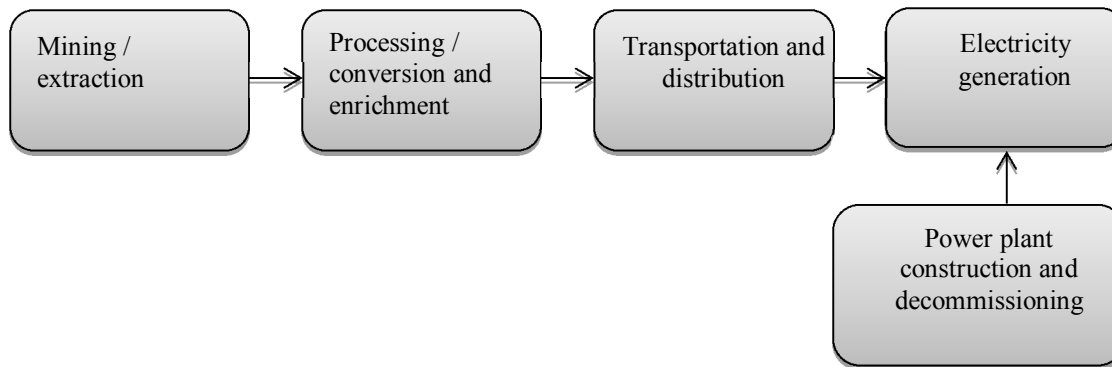 Mining /
extraction
Processing /
conversion and
enrichment
Transportation and
distribution
Electricity
generation
Power plant
construction and
decommissioning